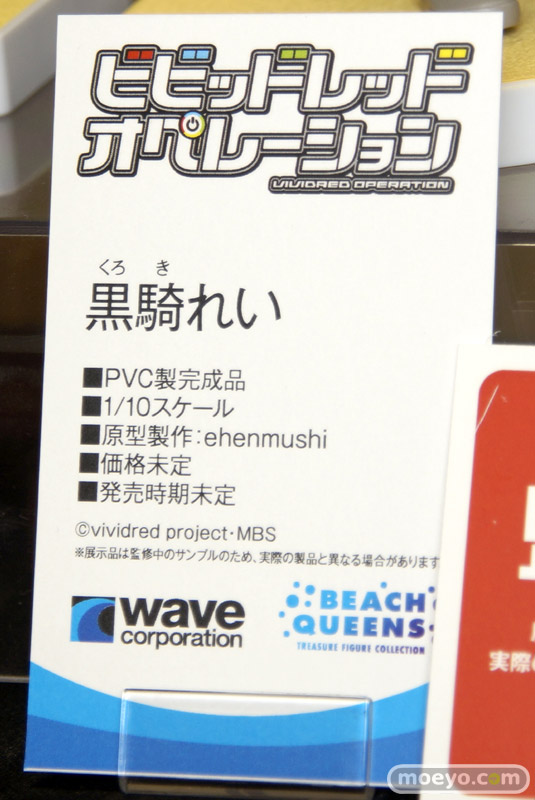 ビビッドレッド
オペレーション
VIVIDRED OPERATION
くろ き
黒騎れい
■PVC製完成品
■1/10スケール
■原型製作:ehenmushi
■価格未定
■発売時期未定
©vividred project・MBS
※展示品は監修中のサンプルのため、実際の製品と異なる場合があります
wave
corporation
BEACH
QUEENS
TREASURE FIGURE COLLECTION
実際
moeyo.com